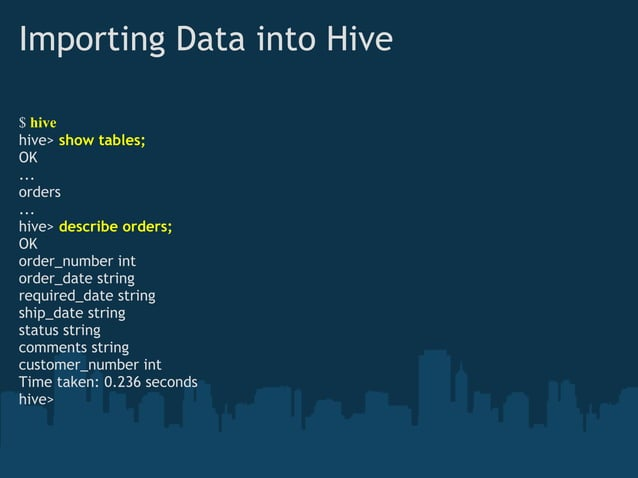 Importing Data into Hive
$ hive
hive> show tables;
OK
...
orders
...
hive> describe orders;
OK
order_number int
order_date string
required_date string
ship_date string
status string
comments string
customer_number int
Time taken: 0.236 seconds
hive>